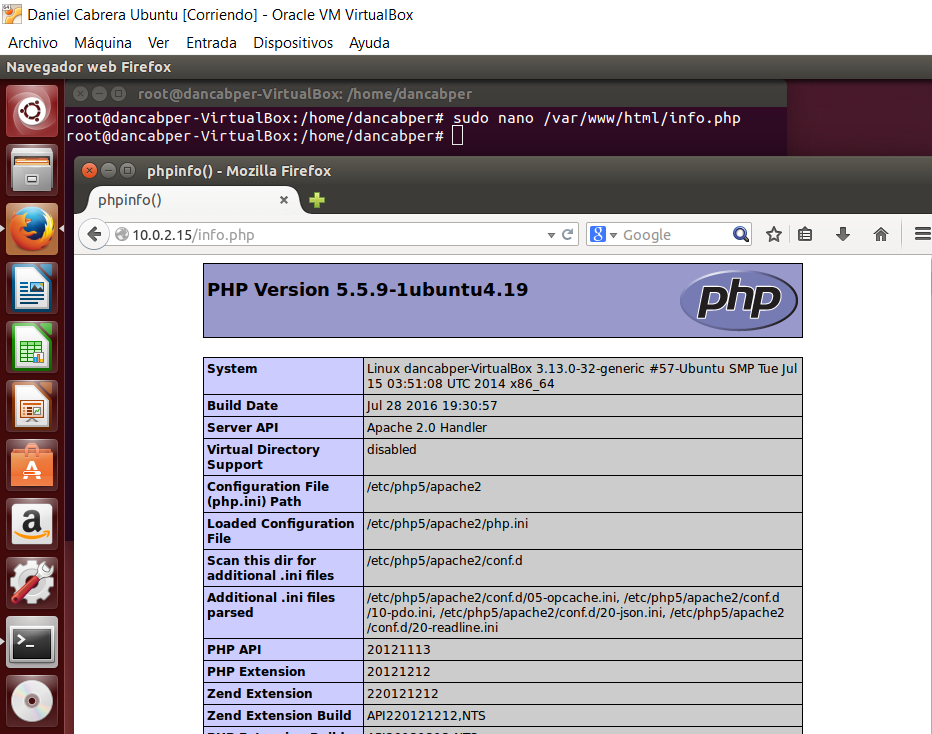 Daniel Cabrera Ubuntu [Corriendo] - Oracle VM VirtualBox
Archivo Máquina Ver Entrada Dispositivos Ayuda
Navegador web Firefox
root@dancabper-VirtualBox: /home/dancabper
root@dancabper-VirtualBox:/home/dancabper# sudo nano /var/www/html/info.php
root@dancabper-VirtualBox:/home/dancabper#
phpinfo() - Mozilla Firefox
phpinfo()
10.0.2.15/info.php
8 Google
PHP Version 5.5.9-1ubuntu4.19
php
System
Linux dancabper-VirtualBox 3.13.0-32-generic #57-Ubuntu SMP Tue Jul
15 03:51:08 UTC 2014 x86_64
Build Date
Jul 28 2016 19:30:57
Server API
Apache 2.0 Handler
Virtual Directory
Support
disabled
Configuration File
(php.ini) Path
/etc/php5/apache2
Loaded Configuration
File
/etc/php5/apache2/php.ini
Scan this dir for
additional .ini files
/etc/php5/apache2/conf.d
Additional .ini files
parsed
/etc/php5/apache2/conf.d/05-opcache.ini, /etc/php5/apache2/conf.d
/10-pdo.ini, /etc/php5/apache2/conf.d/20-json.ini, /etc/php5/apache2
/conf.d/20-readline.ini
PHP API
20121113
PHP Extension
20121212
Zend Extension
220121212
Zend Extension Build
API220121212,NTS